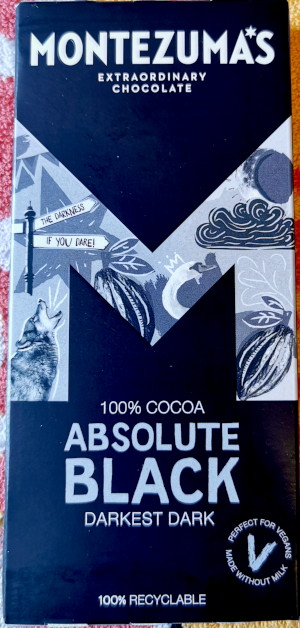 MONTEZUMA'S
EXTRAORDINARY
CHOCOLATE
THE DARKNESS
IF YOU DARE!
100% COCOA
ABSOLUTE
BLACK
DARKEST DARK
PERFECT FOR VEGANS
MADE WITHOUT MILK
100% RECYCLABLE